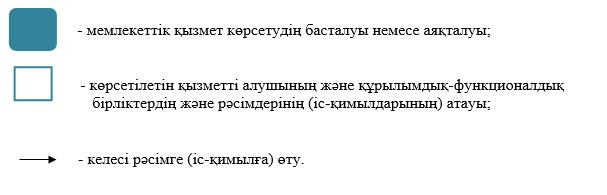 - мемлекеттік қызмет көрсетудің басталуы немесе аяқталуы;
- көрсетілетін қызметті алушының және құрылымдық-функционалдық
бірліктердің және рәсімдерінің (іс-қимылдарының) атауы;
- келесі рәсімге (іс-қимылға) өту.